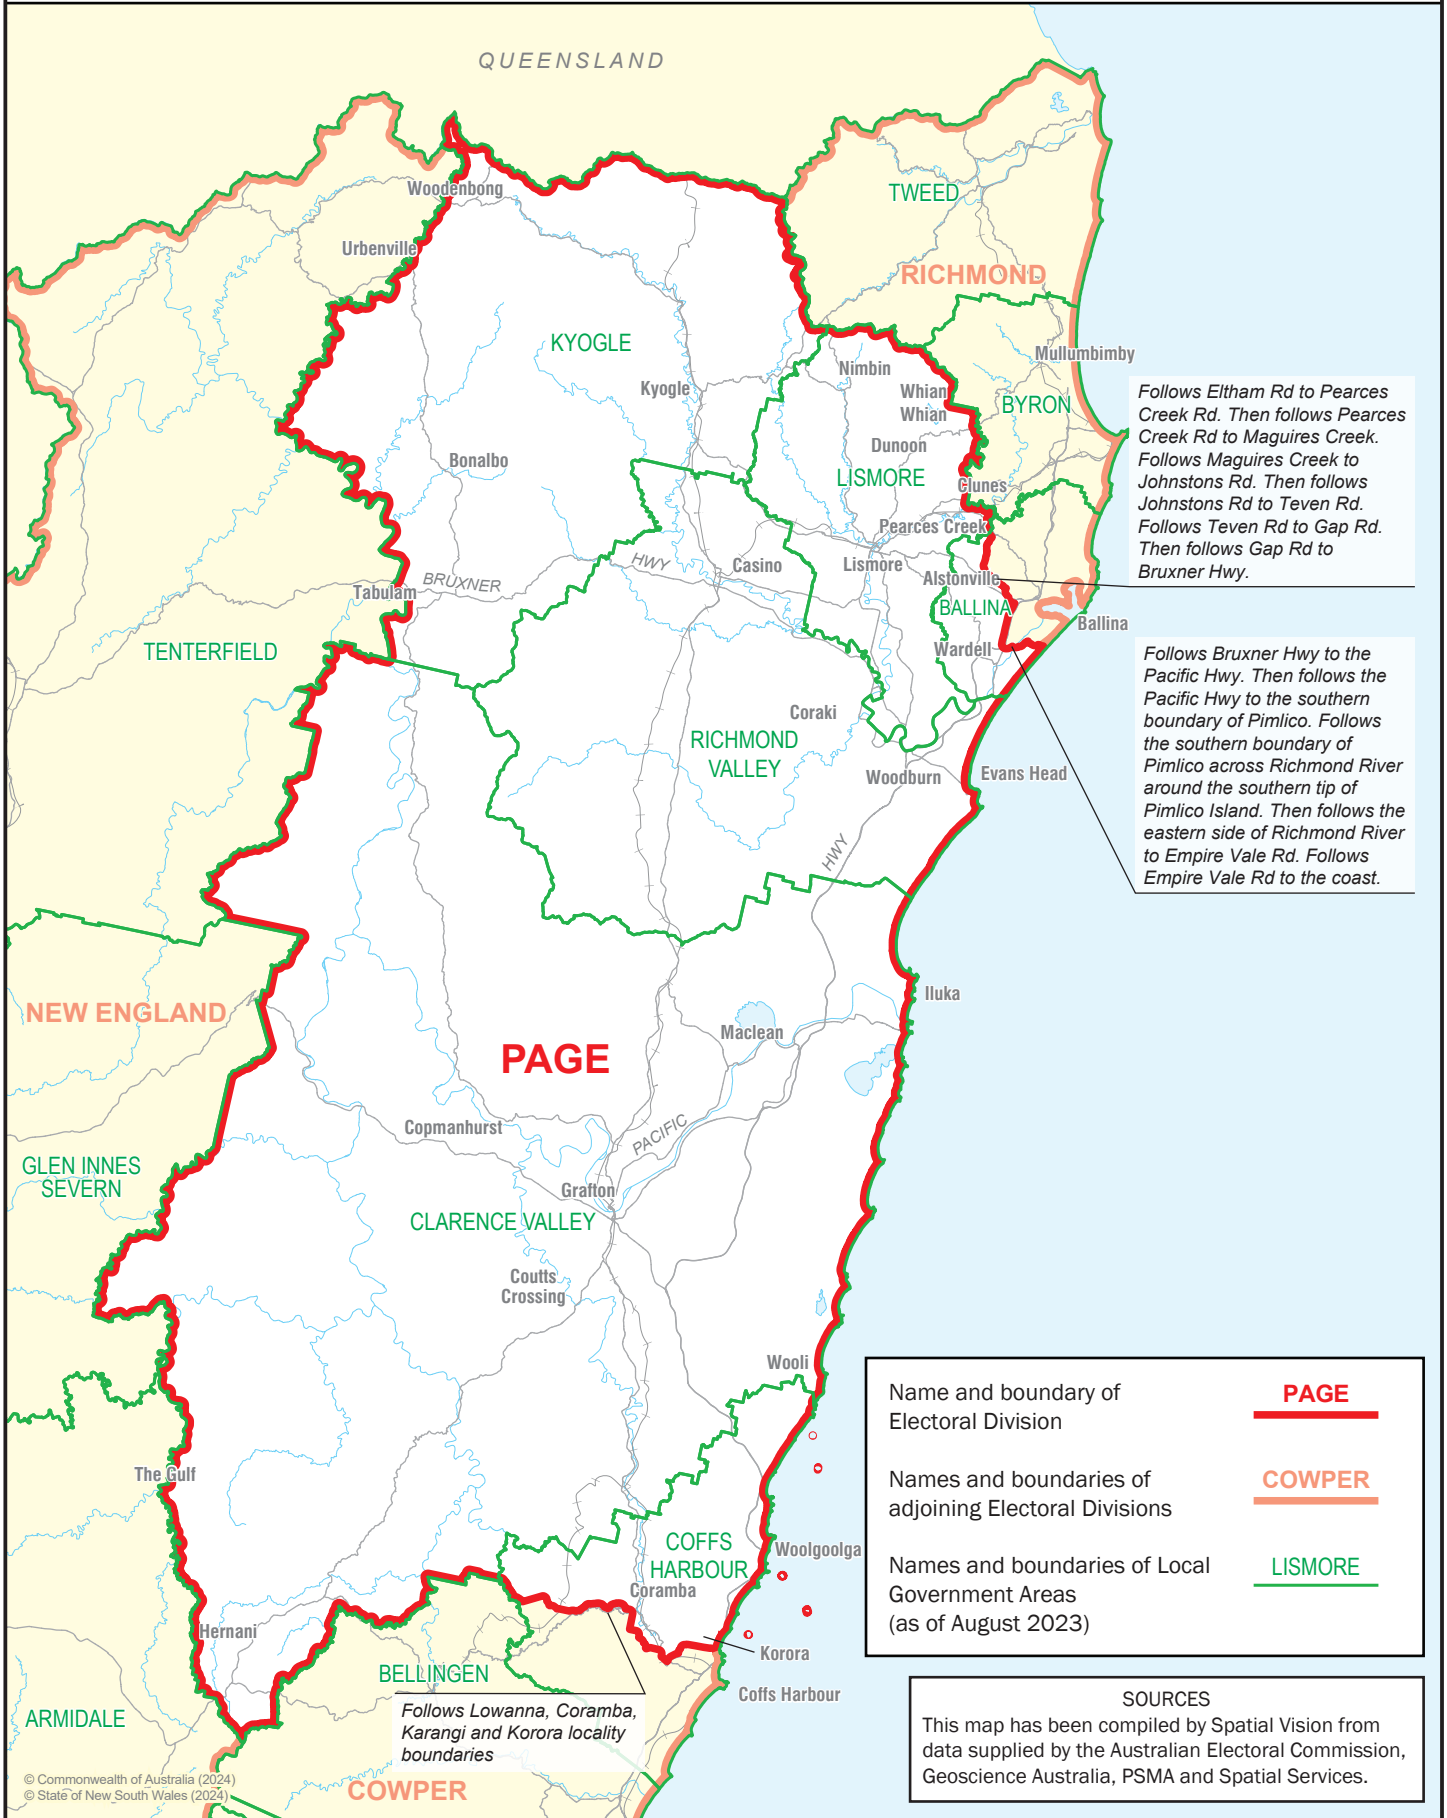 QUEENSLAND
TWEED
Woodenbong
Urbenville
RICHMOND
KYOGLE
Mullumbimby
Nimbin
Kyogle
Whian
Whian
BYRON
Dunoon
Bonalbo
LISMORE
Clunes
Pearces Creek
HWY
Casino
Lismore
Alstonville
BRUXNER
Tabulam
BALLINA
Ballina
TENTERFIELD
Wardell
Follows Eltham Rd to Pearces
Creek Rd. Then follows Pearces
Creek Rd to Maguires Creek.
Follows Maguires Creek to
Johnstons Rd. Then follows
Johnstons Rd to Teven Rd.
Follows Teven Rd to Gap Rd.
Then follows Gap Rd to
Bruxner Hwy.
Follows Bruxner Hwy to the
Pacific Hwy. Then follows the
Pacific Hwy to the southern
boundary of Pimlico. Follows
the southern boundary of
Pimlico across Richmond River
around the southern tip of
Pimlico Island. Then follows the
eastern side of Richmond River
to Empire Vale Rd. Follows
Empire Vale Rd to the coast.
Coraki
RICHMOND
VALLEY
Woodburn
Evans Head
HWY
NEW ENGLAND
Iluka
Maclean
PAGE
Copmanhurst
PACIFIC
GLEN INNES
SEVERN
Grafton
CLARENCE VALLEY
Coutts
Crossing
Wooli
The Gulf
COFFS
HARBOUR
Woolgoolga
Coramba
Hernani
Korora
BELLINGEN
Coffs Harbour
ARMIDALE
Follows Lowanna, Coramba,
Karangi and Korora locality
boundaries
COWPER
© Commonwealth of Australia (2024)
© State of New South Wales (2024)
Name and boundary of
Electoral Division
PAGE
Names and boundaries of
adjoining Electoral Divisions
COWPER
Names and boundaries of Local
Government Areas
(as of August 2023)
LISMORE
SOURCES
This map has been compiled by Spatial Vision from
data supplied by the Australian Electoral Commission,
Geoscience Australia, PSMA and Spatial Services.